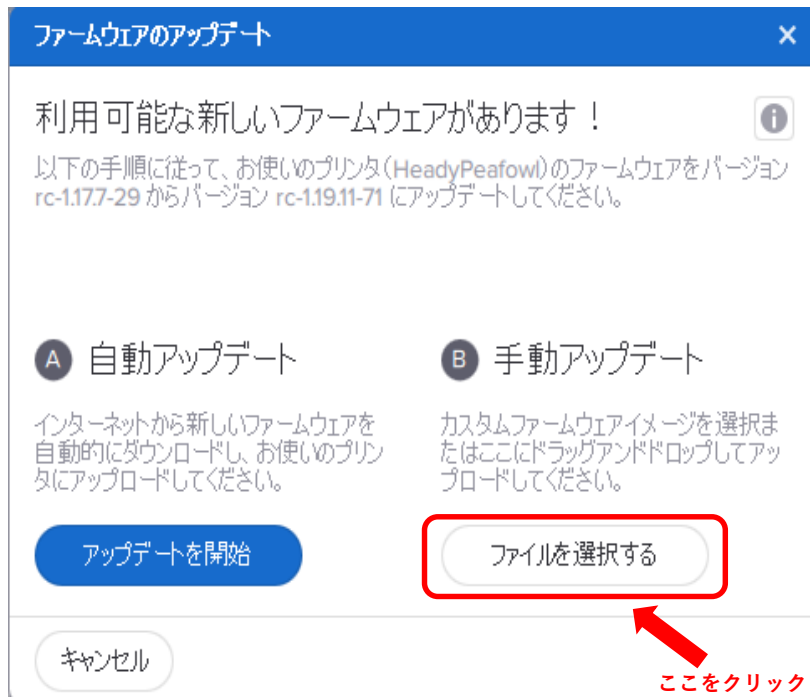 ファームウェアのアップデート
利用可能な新しいファームウェアがあります！
以下の手順に従って、お使いのプリンタ（HeadyPeafowl）のファームウェアをバージョン
rc-1.17.7-29 からバージョン rc-1.19.11-71 にアップデートしてください。
A 自動アップデート
インターネットから新しいファームウェアを
自動的にダウンロードし、お使いのプリン
タにアップロードしてください。
アップデートを開始
B 手動アップデート
カスタムファームウェアイメージを選択ま
たはここにドラッグアンドドロップしてアッ
プロードしてください。
ファイルを選択する
キャンセル
ここをクリック